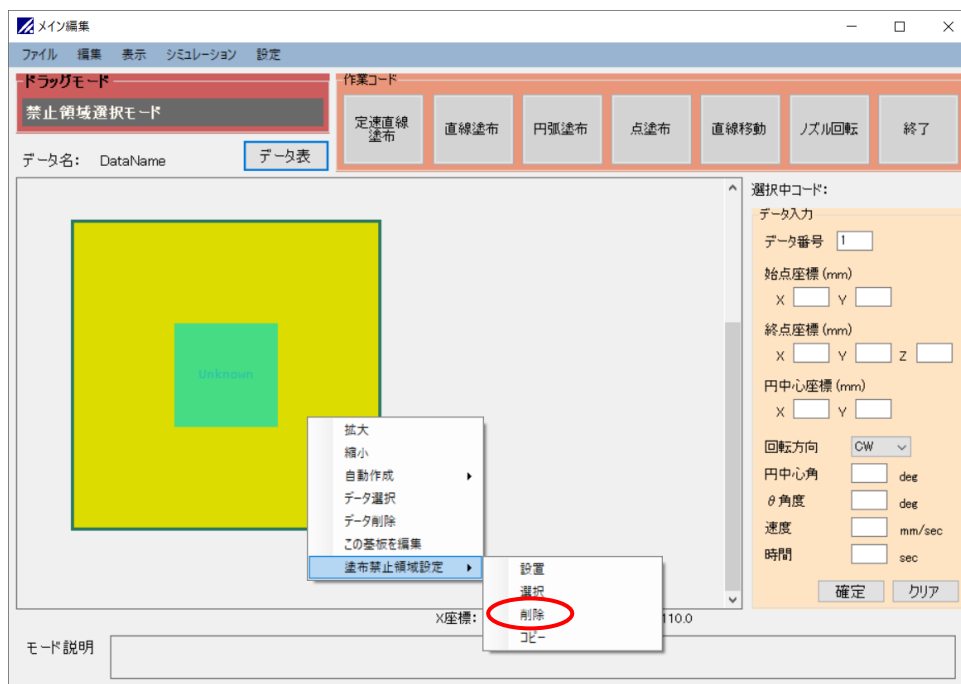 メイン編集
ファイル 編集 表示 シミュレーション 設定
ドラッグモード
禁止領域選択モード
データ名: DataName
データ表
作業コード
定速直線
塗布
直線塗布
円弧塗布
点塗布
直線移動
ノズル回転
終了
Unknown
拡大
縮小
自動作成
データ選択
データ削除
この基板を編集
塗布禁止領域設定
設置
選択
削除
コピー
X座標:
110.0
選択中コード:
データ入力
データ番号 1
始点座標(mm)
X Y
終点座標(mm)
X Y Z
円中心座標(mm)
X Y
回転方向 CW
円中心角 deg
θ角度 deg
速度 mm/sec
時間 sec
確定 クリア
モード説明